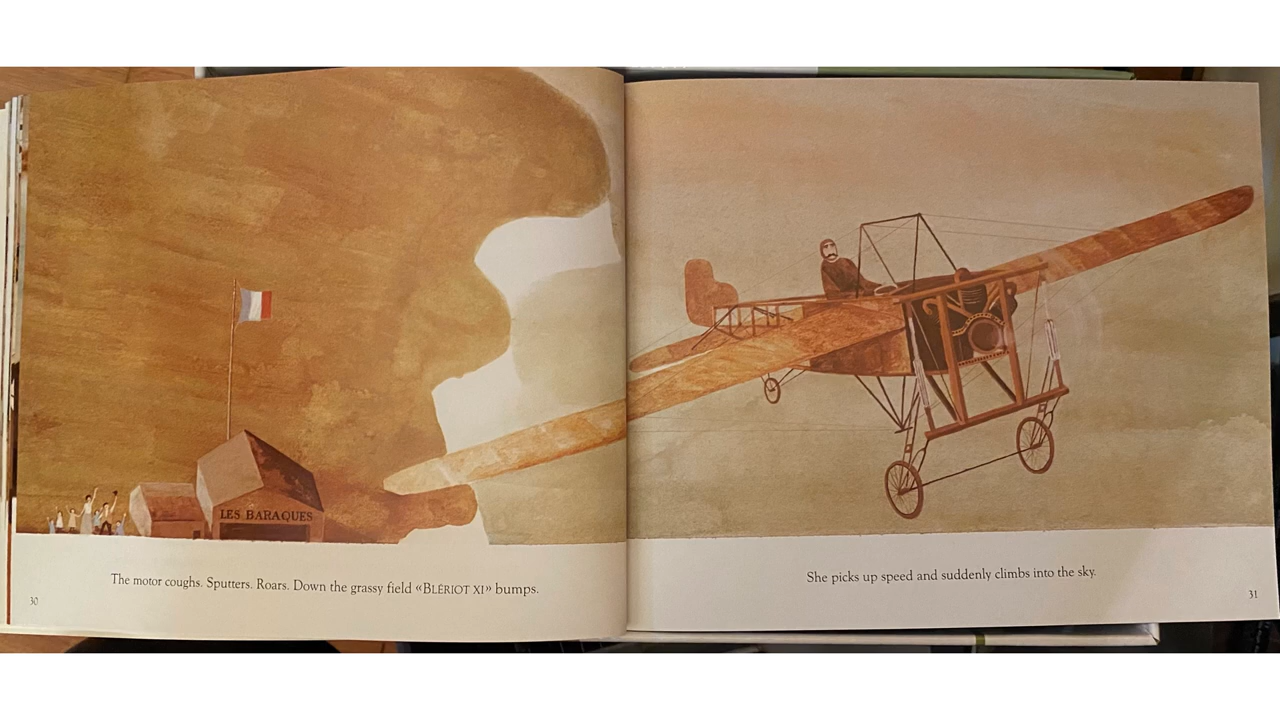 LES BARAQUES
The motor coughs. Sputters. Roars. Down the grassy field «BLÉRIOT XI» bumps.
30
She picks up speed and suddenly climbs into the sky.
31